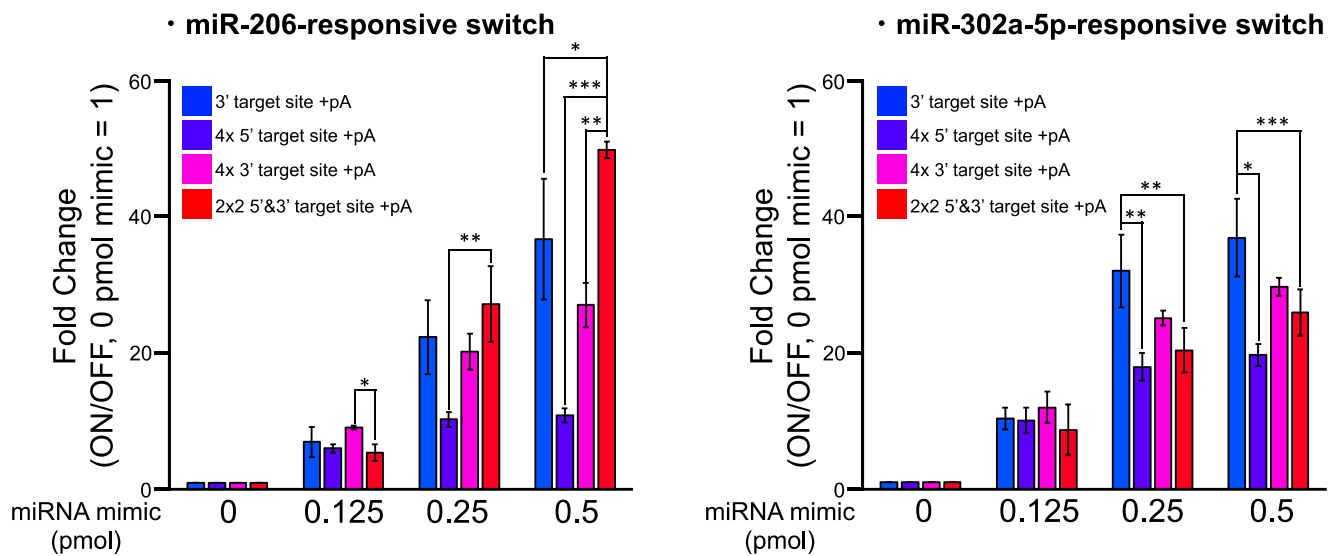 ・miR-206-responsive switch
Fold Change
(ON/OFF, 0 pmol mimic = 1)
60
40
20
0
3’ target site +pA
4x 5’ target site +pA
4x 3’ target site +pA
2x2 5’&3’ target site +pA
*
***
**
**
*
0 0.125 0.25 0.5
miRNA mimic
(pmol)
・miR-302a-5p-responsive switch
Fold Change
(ON/OFF, 0 pmol mimic = 1)
60
40
20
0
3’ target site +pA
4x 5’ target site +pA
4x 3’ target site +pA
2x2 5’&3’ target site +pA
***
*
**
**
0 0.125 0.25 0.5
miRNA mimic
(pmol)